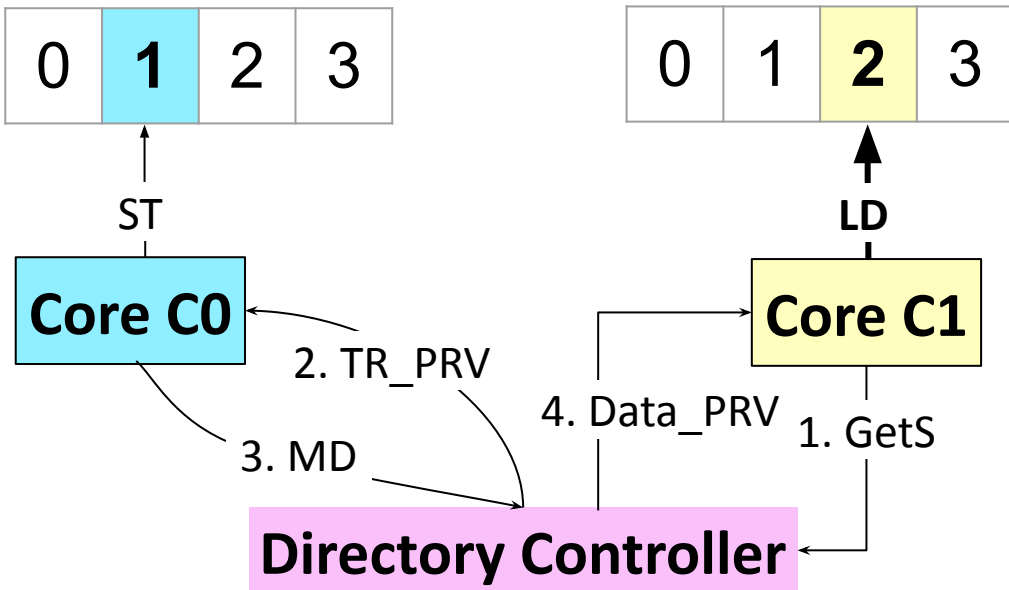 0 1 2 3
0 1 2 3
ST
LD
Core C0
Core C1
2. TR_PRV
4. Data_PRV
1. GetS
3. MD
Directory Controller